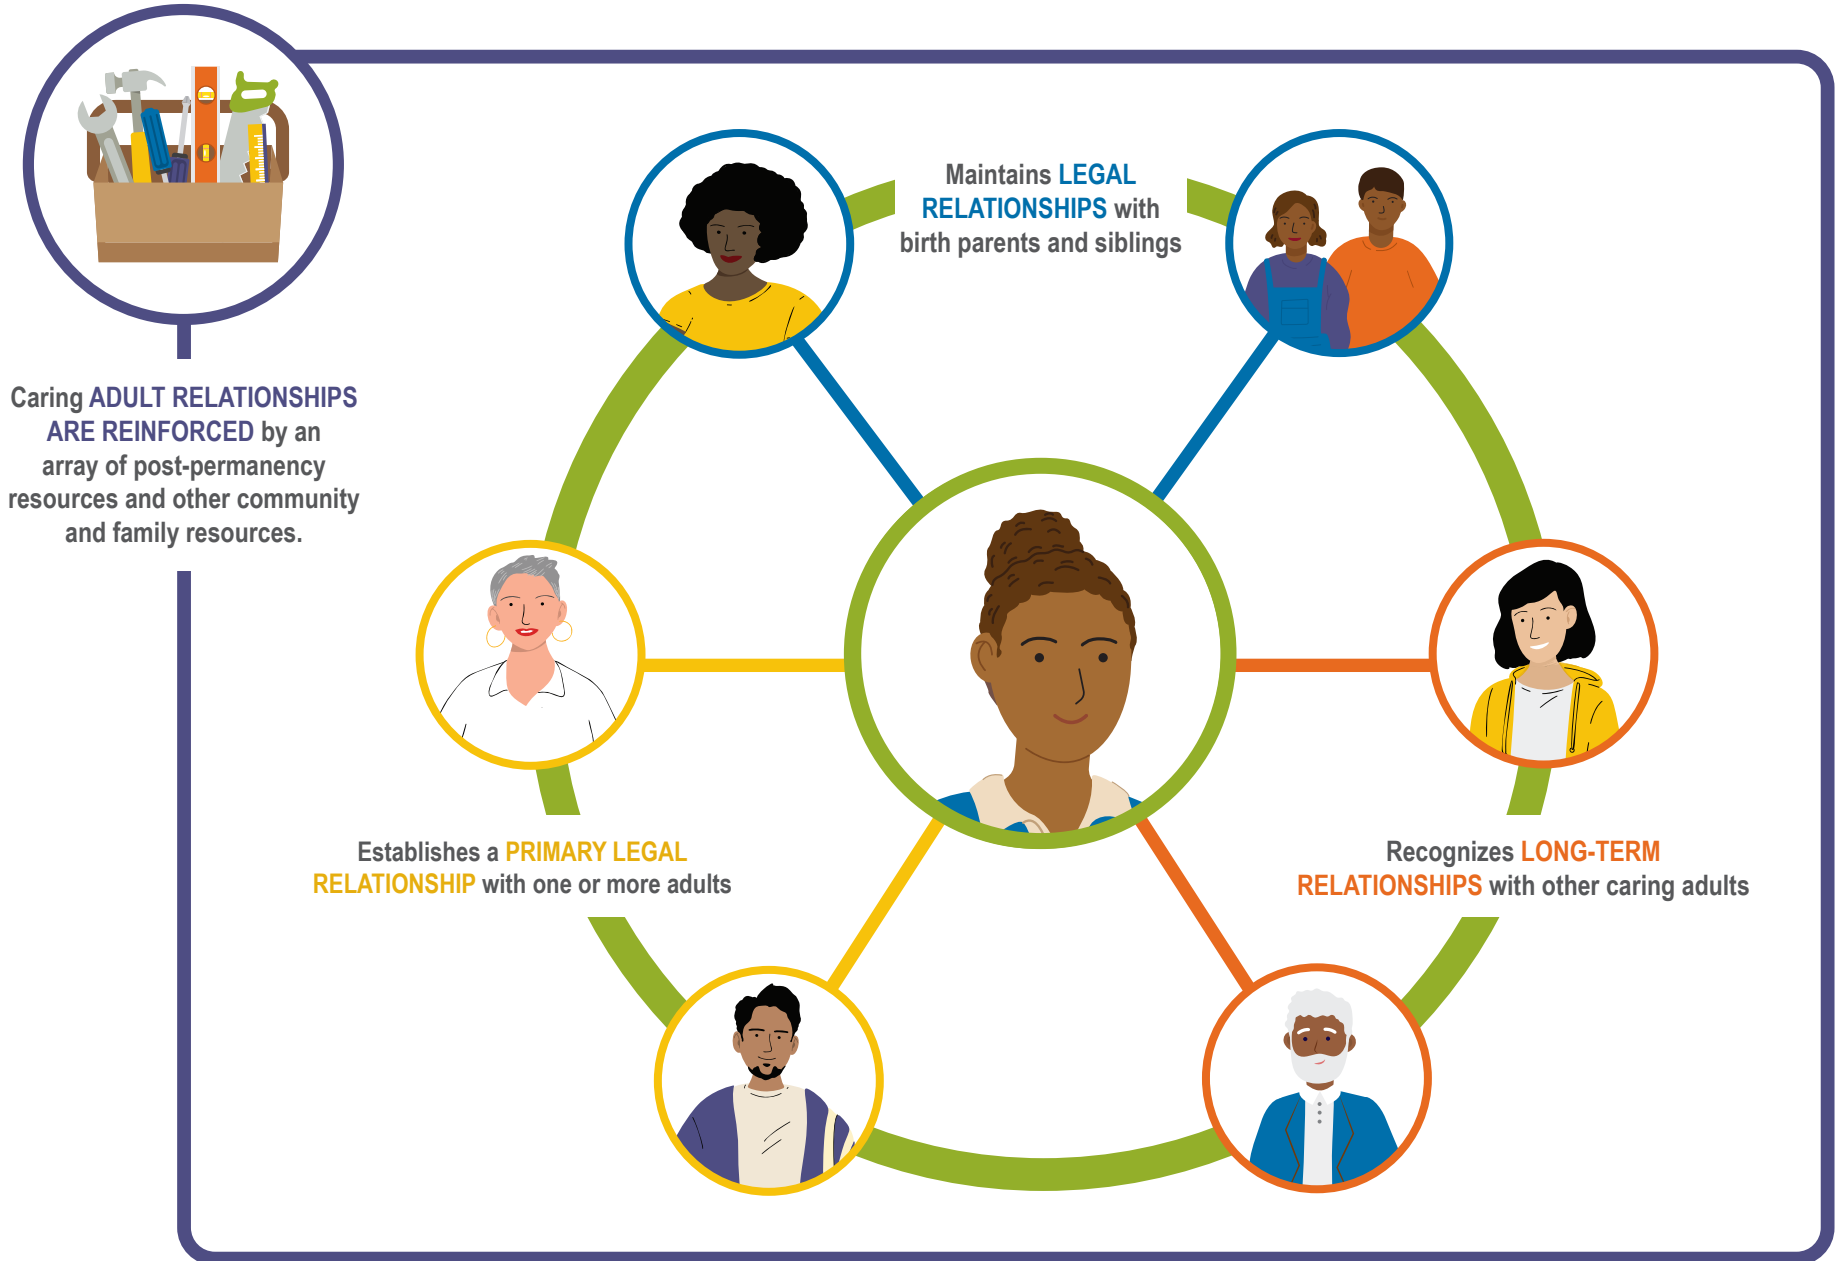 Maintains LEGAL
RELATIONSHIPS with
birth parents and siblings
Caring ADULT RELATIONSHIPS
ARE REINFORCED by an
array of post-permanency
resources and other community
and family resources.
Establishes a PRIMARY LEGAL
RELATIONSHIP with one or more adults
Recognizes LONG-TERM
RELATIONSHIPS with other caring adults